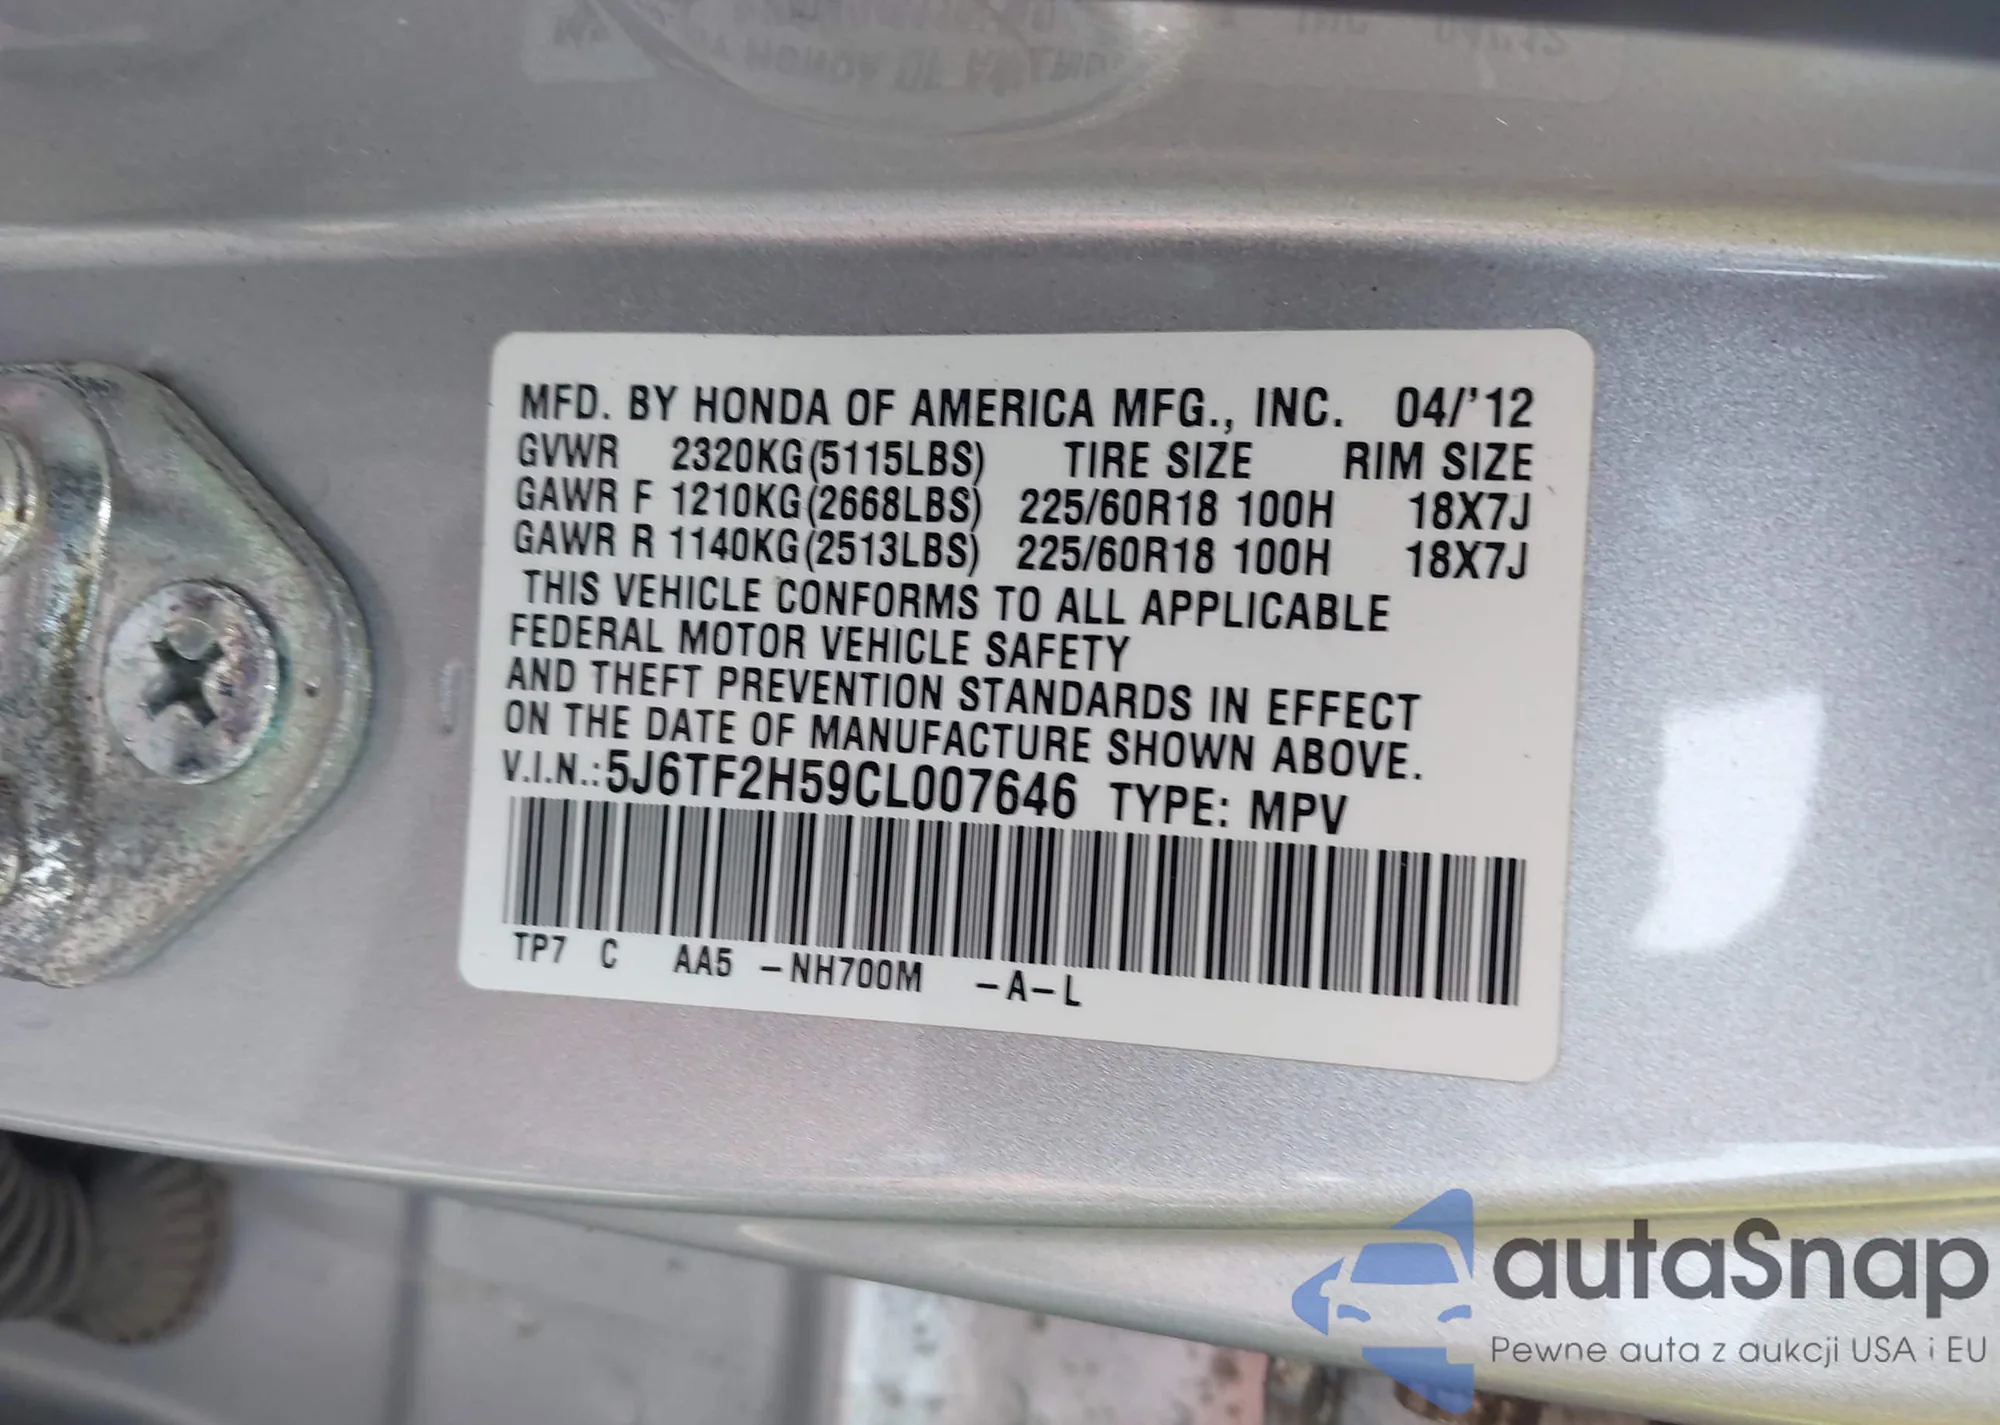 MFD. BY HONDA OF AMERICA MFG., INC. 04/'12
GVWR 2320KG(5115LBS) TIRE SIZE RIM SIZE
GAWR F 1210KG(2668LBS) 225/60R18 100H 18X7J
GAWR R 1140KG(2513LBS) 225/60R18 100H 18X7J
THIS VEHICLE CONFORMS TO ALL APPLICABLE
FEDERAL MOTOR VEHICLE SAFETY
AND THEFT PREVENTION STANDARDS IN EFFECT
ON THE DATE OF MANUFACTURE SHOWN ABOVE.
V.I.N.: 5J6TF2H59CL007646 TYPE: MPV
TP7 C AA5 -NH700M -A-L
autaSnap
Pewne auta z aukcji USA i EU